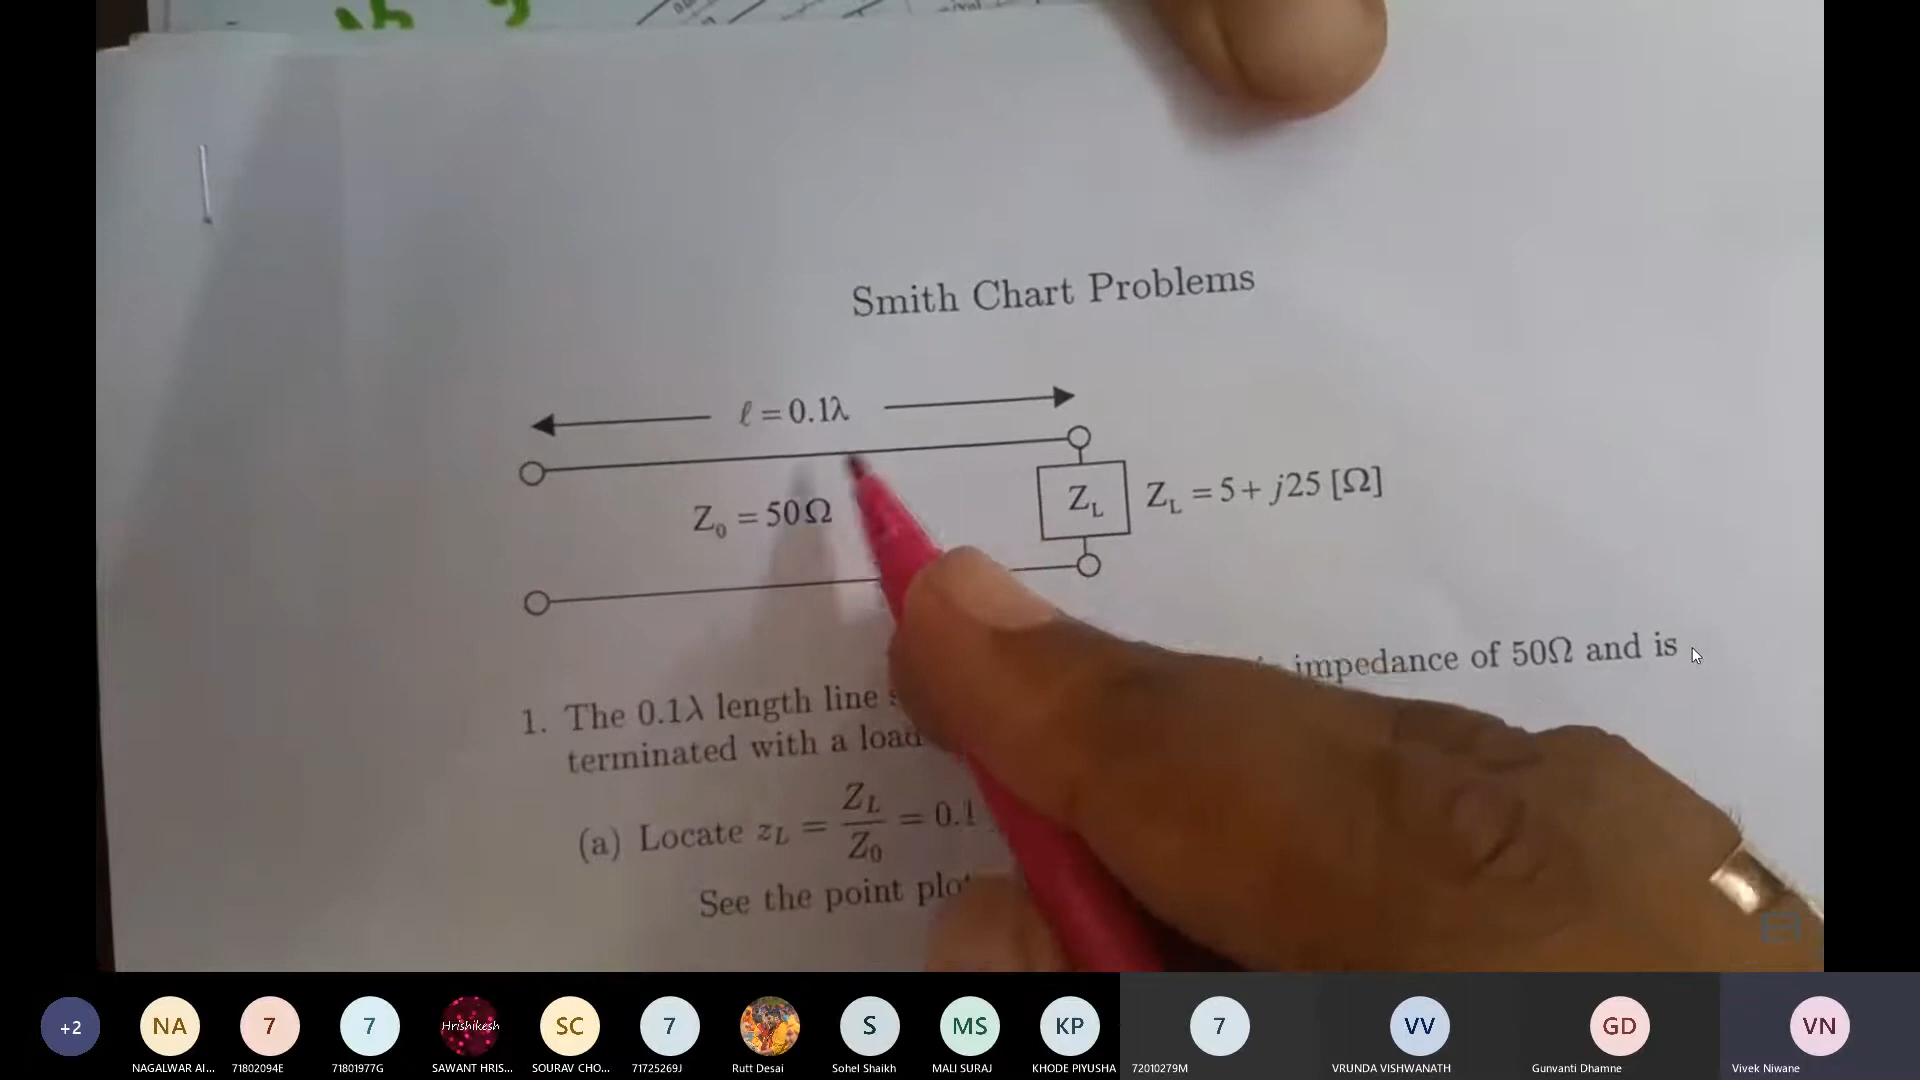 Smith Chart Problems
ℓ = 0.1λ
Z₀ = 50Ω
Z_L
Z_L = 5 + j25 [Ω]
impedance of 50Ω and is
1. The 0.1λ length line
terminated with a load
(a) Locate z_L = Z_L / Z₀ = 0.1
See the point
+2
NA
7
7
Hrishikesh
SC
7
S
MS
KP
7
VV
GD
VN
NAGALWAR AI...
71802094E
71801977G
SAWANT HRIS...
SOURAV CHO...
71725269J
Rutt Desai
Sohel Shaikh
MALI SURAJ
KHODE PIYUSHA
72010279M
VRUNDA VISHWANATH
Gunvanti Dhamne
Vivek Niwane